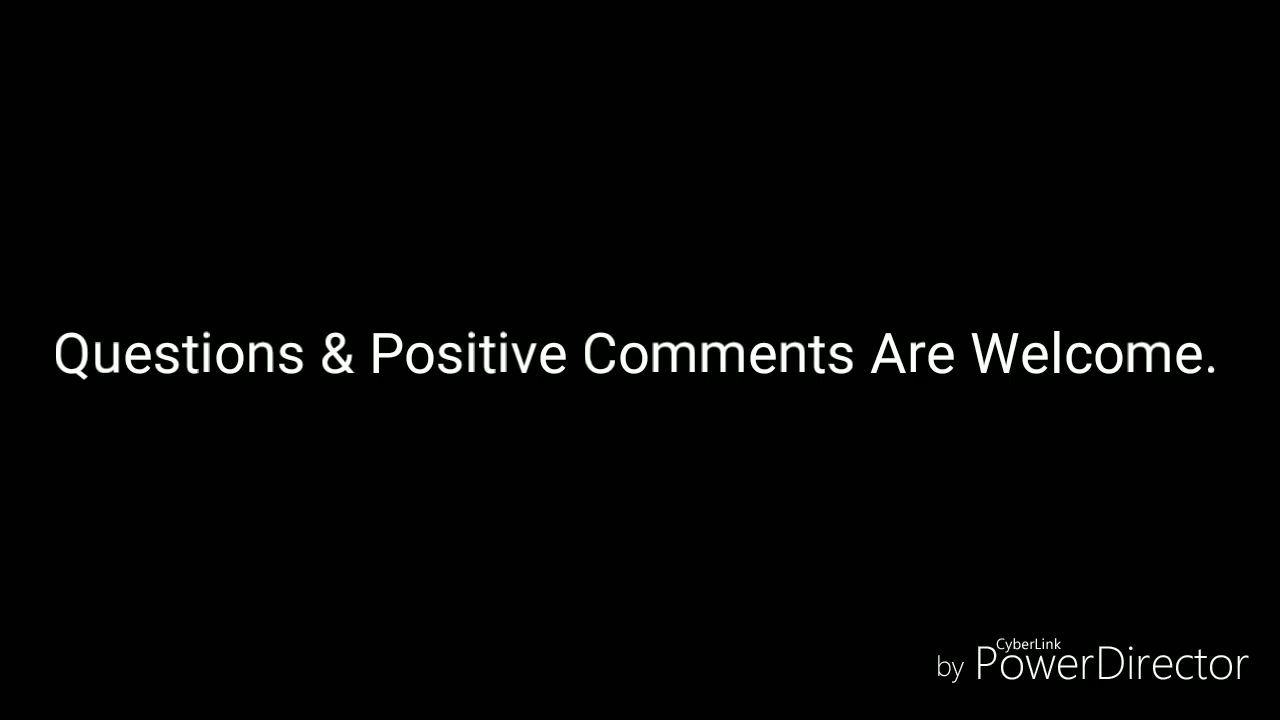 Questions & Positive Comments Are Welcome.
CyberLink
by PowerDirector